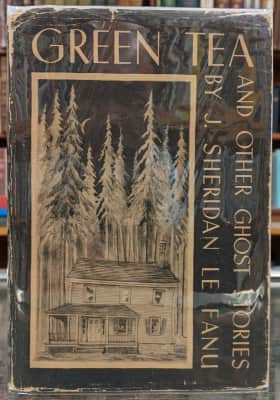 GREEN TEA
AND OTHER GHOST STORIES
BY J. SHERIDAN LE FANU